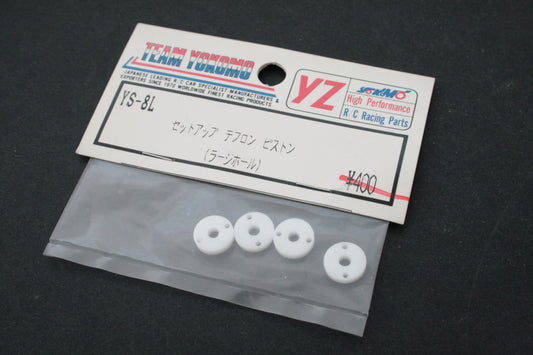 TEAM YOKOMO
JAPANESE LEADING R/C CAR SPECIALIST MANUFACTURERS &
EXPORTERS SINCE 1970 WORLDWIDE FINEST RACING PRODUCTS
YZ
YOKOMO
High Performance
R/C Racing Parts
YS-8L
セットアップ テフロン ピストン
(ラージホール)
¥400